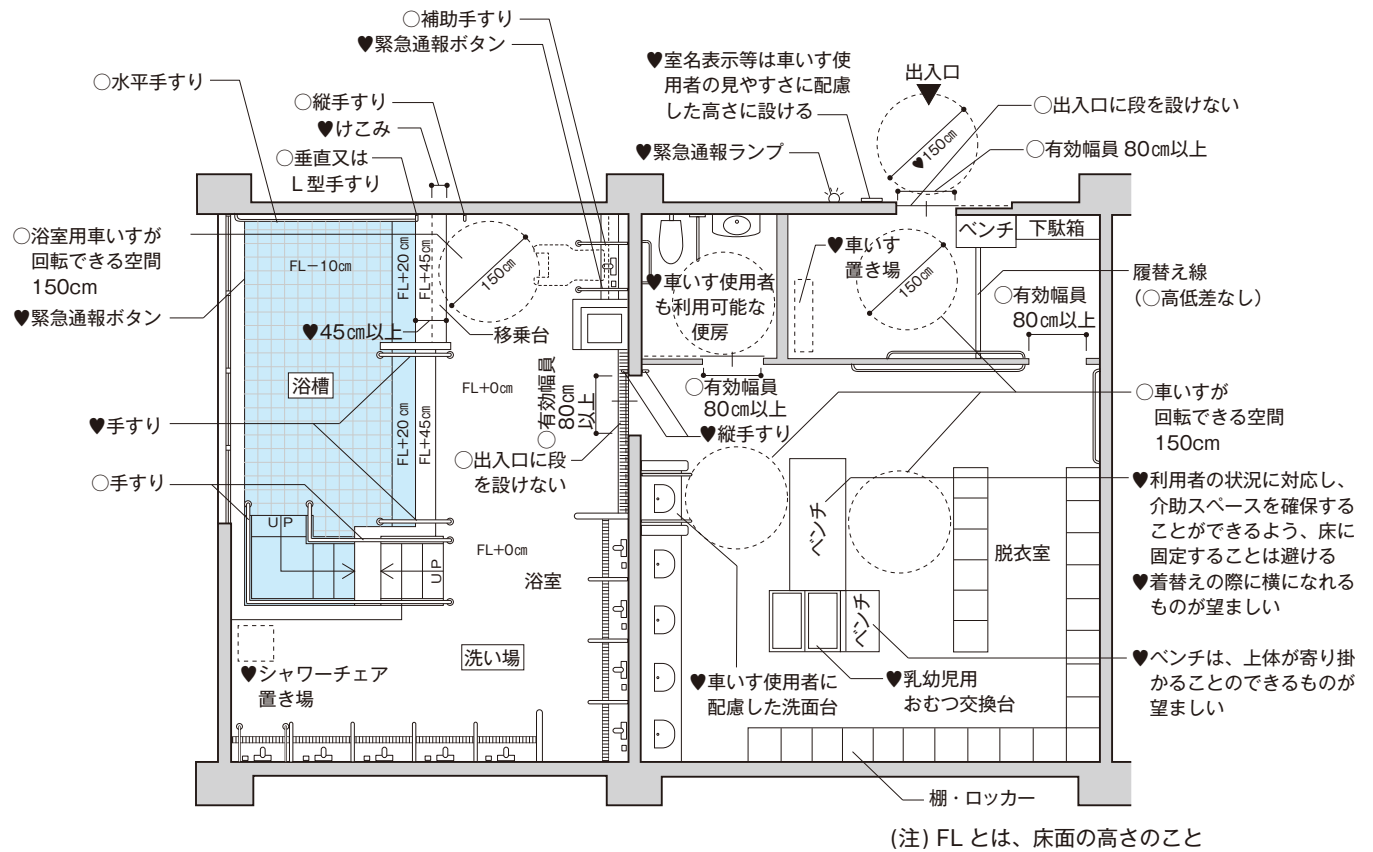 ○補助手すり
♥緊急通報ボタン
○水平手すり
○縦手すり
♥けこみ
○垂直又は
L型手すり
♥室名表示等は車いす使
用者の見やすさに配慮
した高さに設ける
♥緊急通報ランプ
出入口
♥150cm
○出入口に段を設けない
○有効幅員 80cm以上
○浴室用車いすが
回転できる空間
150cm
♥緊急通報ボタン
FL−10cm
FL+20cm
FL+45cm
150cm
♥45cm以上
移乗台
♥車いす使用者
も利用可能な
便房
♥車いす
置き場
150cm
ベンチ
下駄箱
履替え線
(○高低差なし)
○有効幅員
80cm以上
浴槽
FL+0cm
○有効幅員
80cm
以上
○有効幅員
80cm以上
♥縦手すり
○車いすが
回転できる空間
150cm
♥手すり
FL+20cm
FL+45cm
○出入口に段
を設けない
○手すり
UP
UP
FL+0cm
浴室
ベンチ
脱衣室
♥利用者の状況に対応し、
介助スペースを確保する
ことができるよう、床に
固定することは避ける
♥着替えの際に横になれる
ものが望ましい
ベンチ
洗い場
♥シャワーチェア
置き場
♥車いす使用者に
配慮した洗面台
♥乳幼児用
おむつ交換台
♥ベンチは、上体が寄り掛
かることのできるものが
望ましい
棚・ロッカー
(注) FL とは、床面の高さのこと